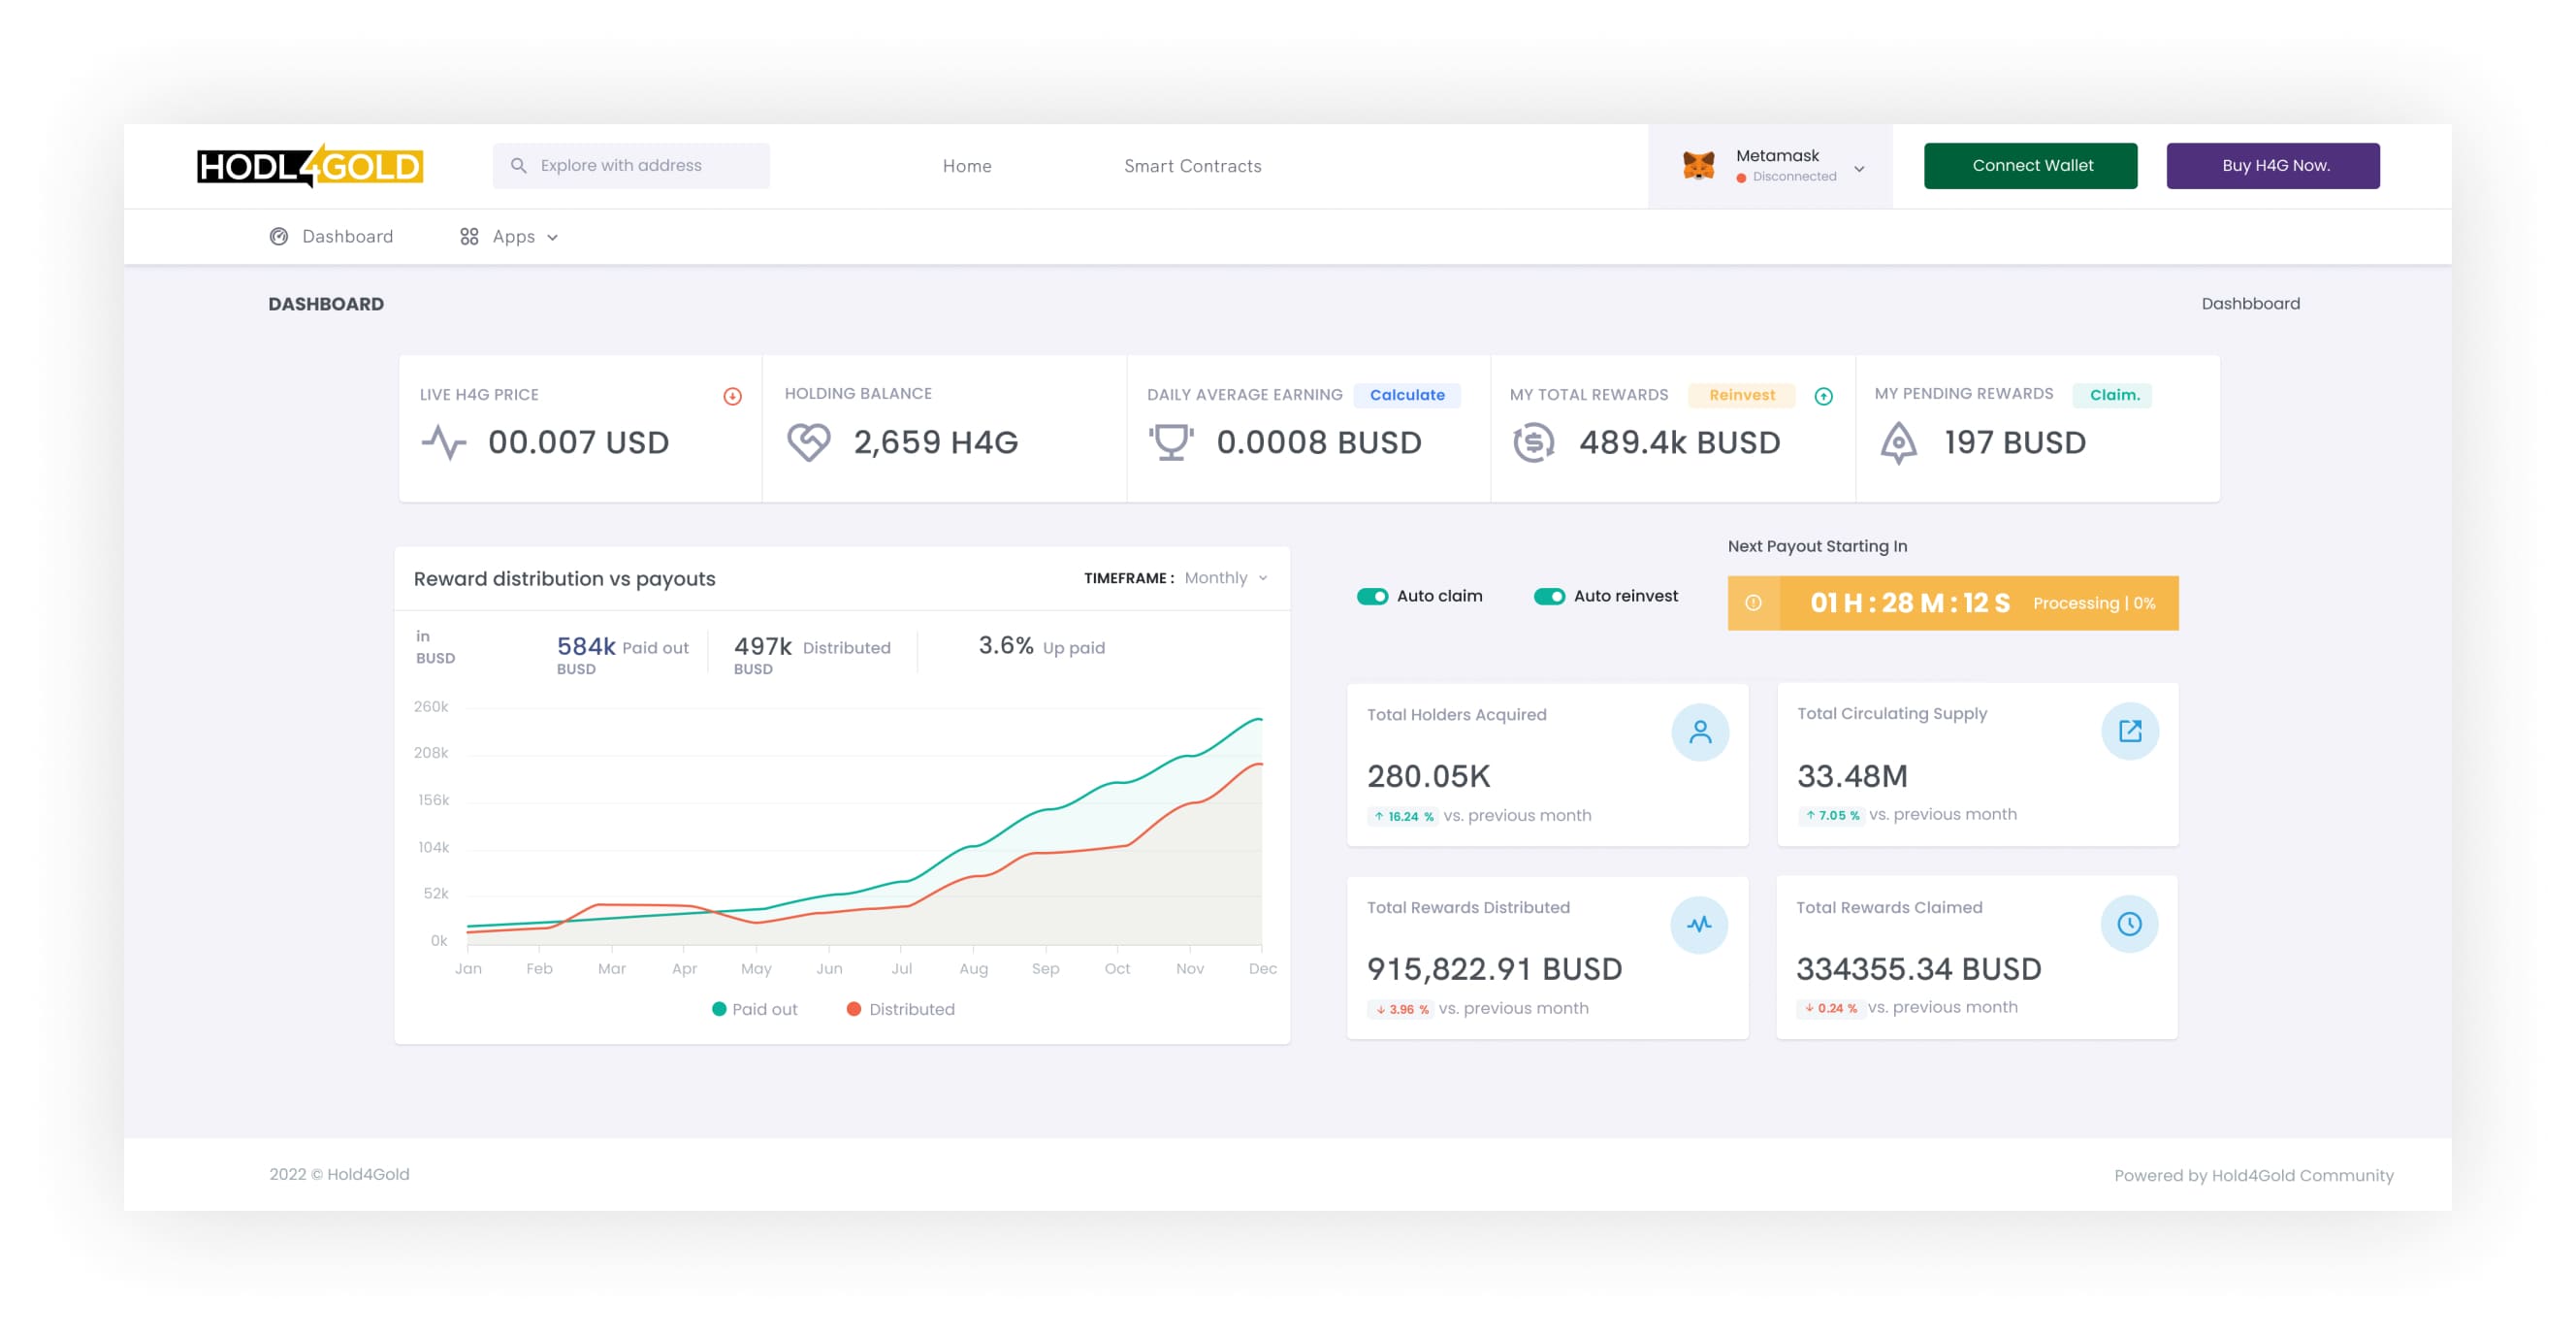 HODL4GOLD
Explore with address
Home
Smart Contracts
Metamask
Disconnected
Connect Wallet
Buy H4G Now.
Dashboard
Apps
DASHBOARD
Dashbboard
LIVE H4G PRICE
00.007 USD
HOLDING BALANCE
2,659 H4G
DAILY AVERAGE EARNING
Calculate
0.0008 BUSD
MY TOTAL REWARDS
Reinvest
489.4k BUSD
MY PENDING REWARDS
Claim.
197 BUSD
Reward distribution vs payouts
TIMEFRAME : Monthly
in
BUSD
584k Paid out
BUSD
497k Distributed
BUSD
3.6% Up paid
260k
208k
156k
104k
52k
0k
Jan Feb Mar Apr May Jun Jul Aug Sep Oct Nov Dec
Paid out
Distributed
Auto claim
Auto reinvest
Next Payout Starting In
01 H : 28 M : 12 S
Processing | 0%
Total Holders Acquired
280.05K
↑ 16.24 % vs. previous month
Total Circulating Supply
33.48M
↑ 7.05 % vs. previous month
Total Rewards Distributed
915,822.91 BUSD
↓ 3.96 % vs. previous month
Total Rewards Claimed
334355.34 BUSD
↓ 0.24 % vs. previous month
2022 © Hold4Gold
Powered by Hold4Gold Community